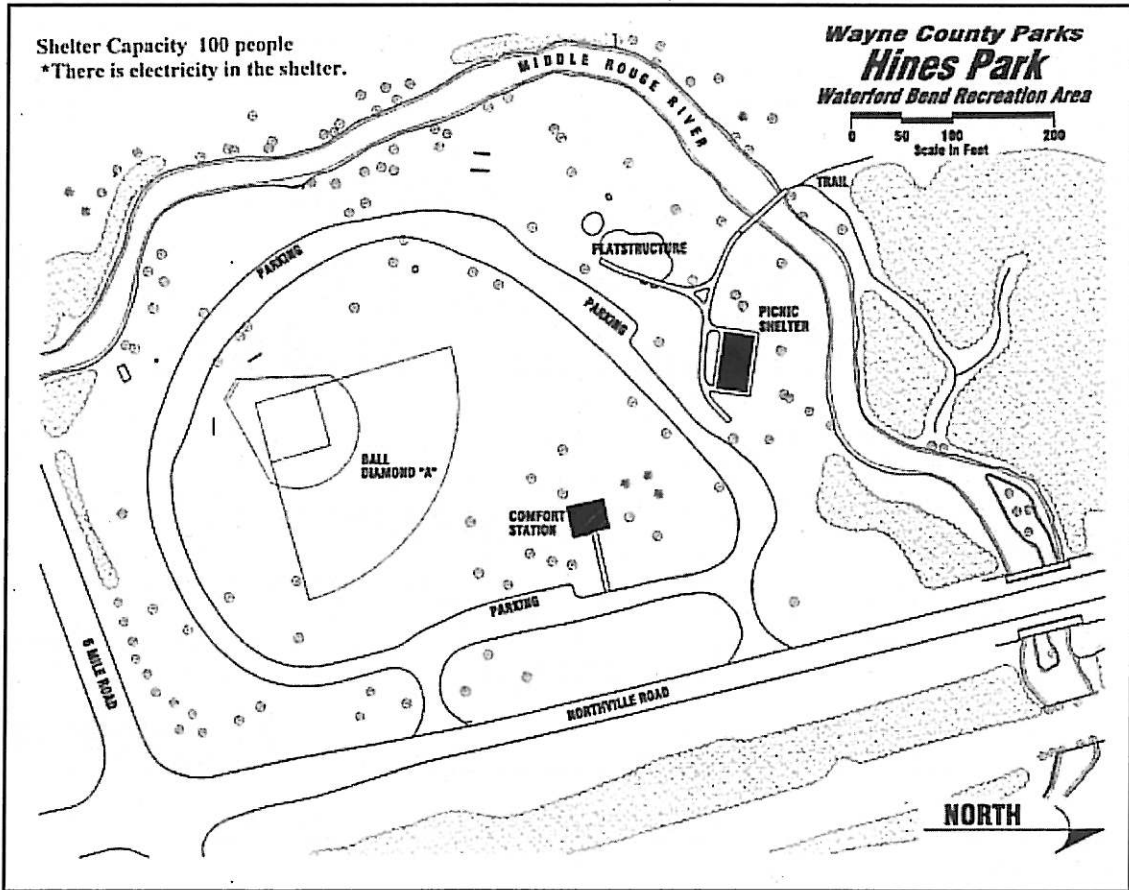 Shelter Capacity 100 people
*There is electricity in the shelter.
Wayne County Parks
Hines Park
Waterford Bend Recreation Area
0 50 100 200
Scale In Feet
MIDDLE ROUGE RIVER
TRAIL
FLATSTRUCTURE
PARKING
PARKING
PICNIC
SHELTER
BALL
DIAMOND "A"
COMFORT
STATION
PARKING
6 MILE ROAD
NORTHVILLE ROAD
NORTH